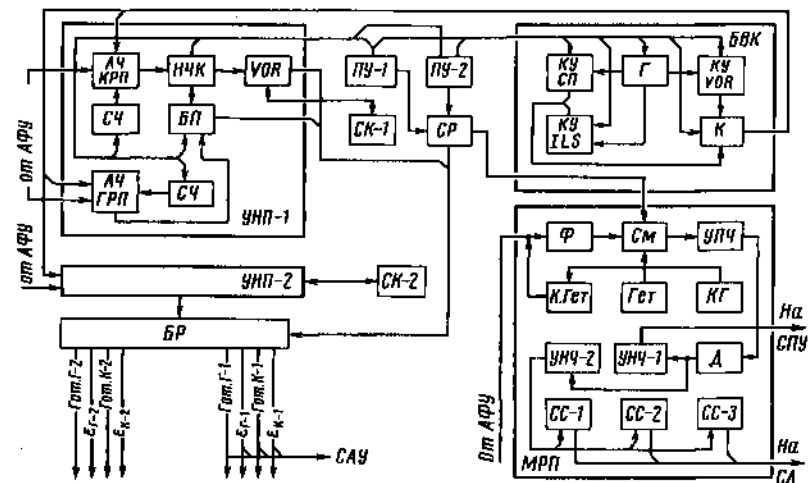 АЧ
КРП
НЧК
VOR
СЧ
БП
АЧ
ГРП
СЧ
УНП-1
от АФУ
от АФУ
ПУ-1
ПУ-2
СК-1
СР
БВК
КУ
СП
Г
КУ
VOR
КУ
ILS
К
УНП-2
СК-2
БР
Гот.Г-2
εГ-2
Гот.К-2
εК-2
Гот.Г-1
εГ-1
Гот.К-1
εК-1
САУ
Ф
См
УПЧ
К.Гет
Гет
КГ
На
СПУ
УНЧ-2
УНЧ-1
Д
От АФУ
СС-1
СС-2
СС-3
МРП
На
СЛ